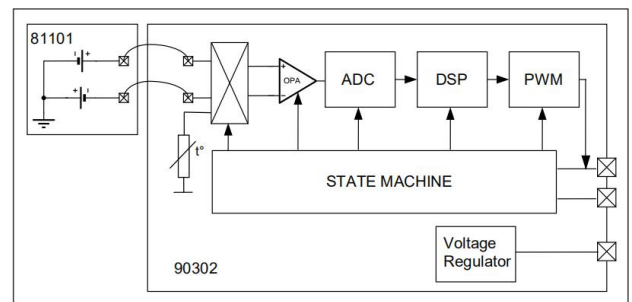 81101
- +
+ -
+
-
OPA
ADC
DSP
PWM
t°
STATE MACHINE
Voltage
Regulator
90302